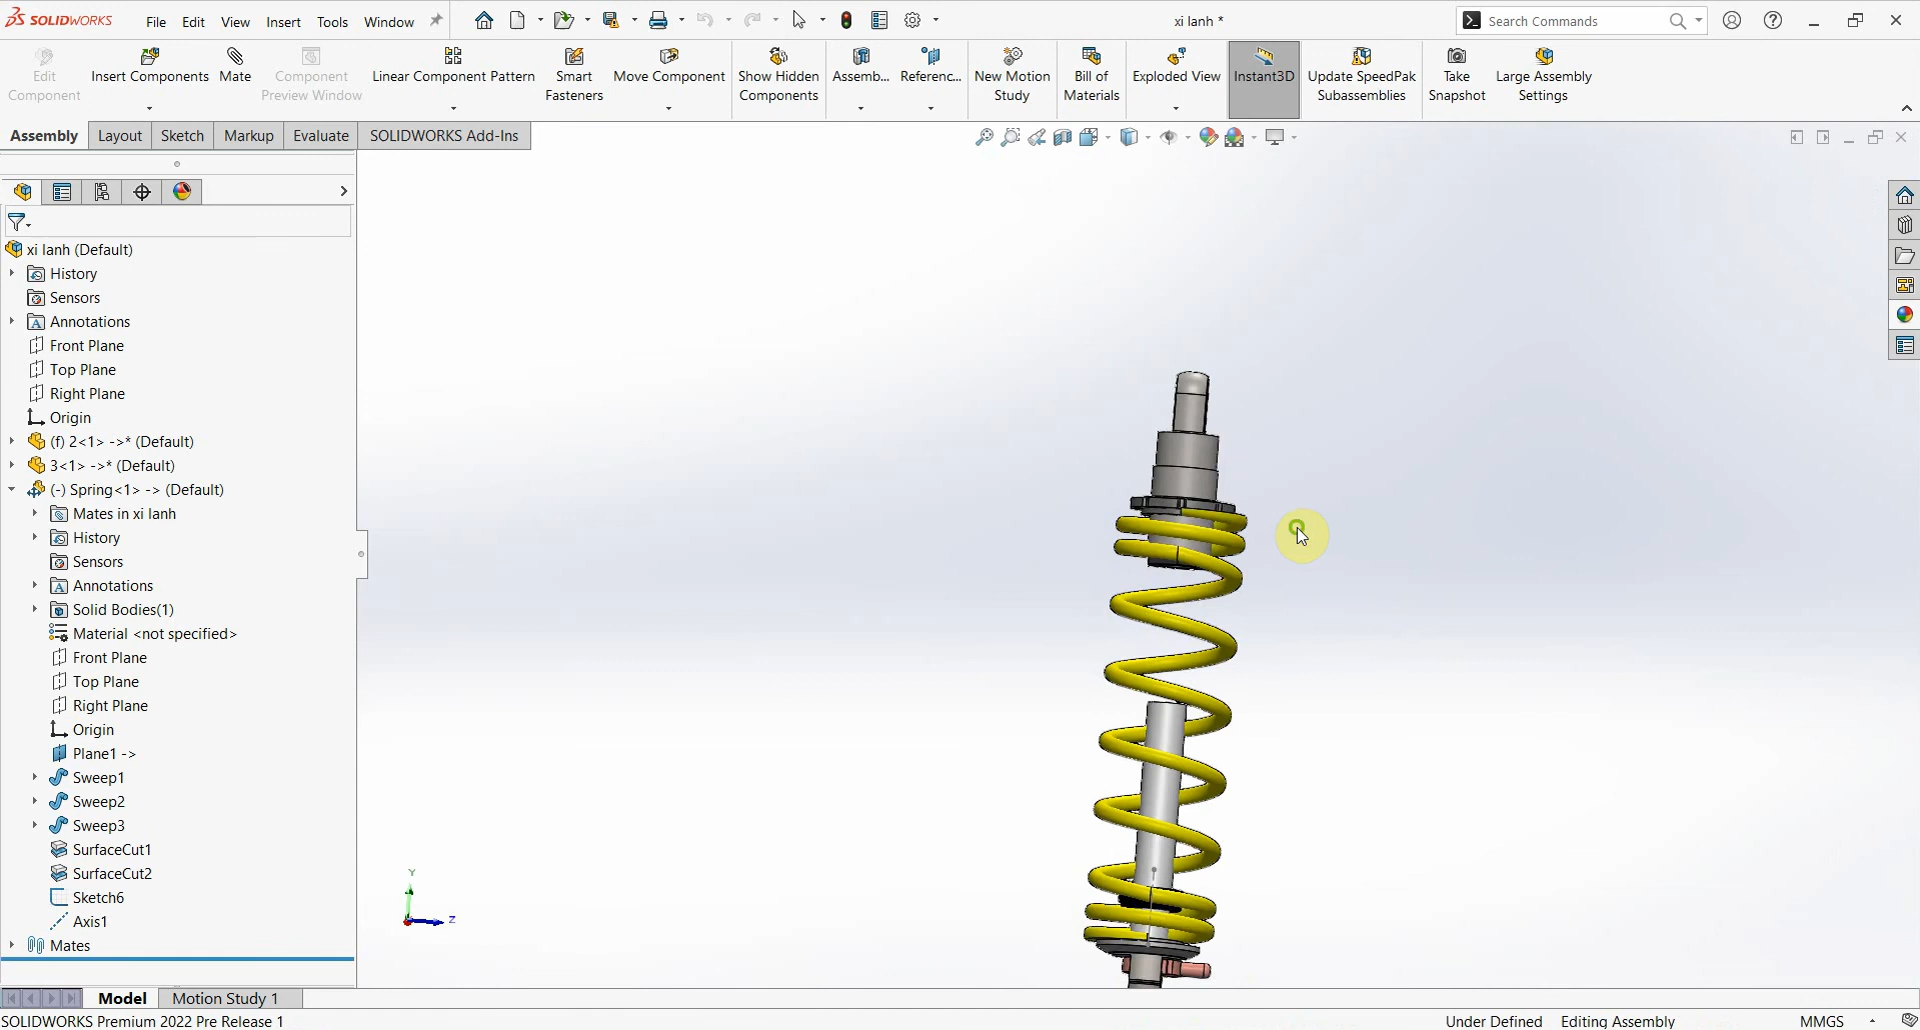 SOLIDWORKS File Edit View Insert Tools Window xi lanh * Search Commands
Edit Component Insert Components Mate Component Preview Window Linear Component Pattern Smart Fasteners Move Component Show Hidden Components Assemb... Referenc... New Motion Study Bill of Materials Exploded View Instant3D Update SpeedPak Subassemblies Take Snapshot Large Assembly Settings
Assembly Layout Sketch Markup Evaluate SOLIDWORKS Add-Ins
xi lanh (Default)
History
Sensors
Annotations
Front Plane
Top Plane
Right Plane
Origin
(f) 2<1> ->* (Default)
3<1> ->* (Default)
(-) Spring<1> -> (Default)
Mates in xi lanh
History
Sensors
Annotations
Solid Bodies(1)
Material <not specified>
Front Plane
Top Plane
Right Plane
Origin
Plane1 ->
Sweep1
Sweep2
Sweep3
SurfaceCut1
SurfaceCut2
Sketch6
Axis1
Mates
Y
Z
Model Motion Study 1
SOLIDWORKS Premium 2022 Pre Release 1 Under Defined Editing Assembly MMGS